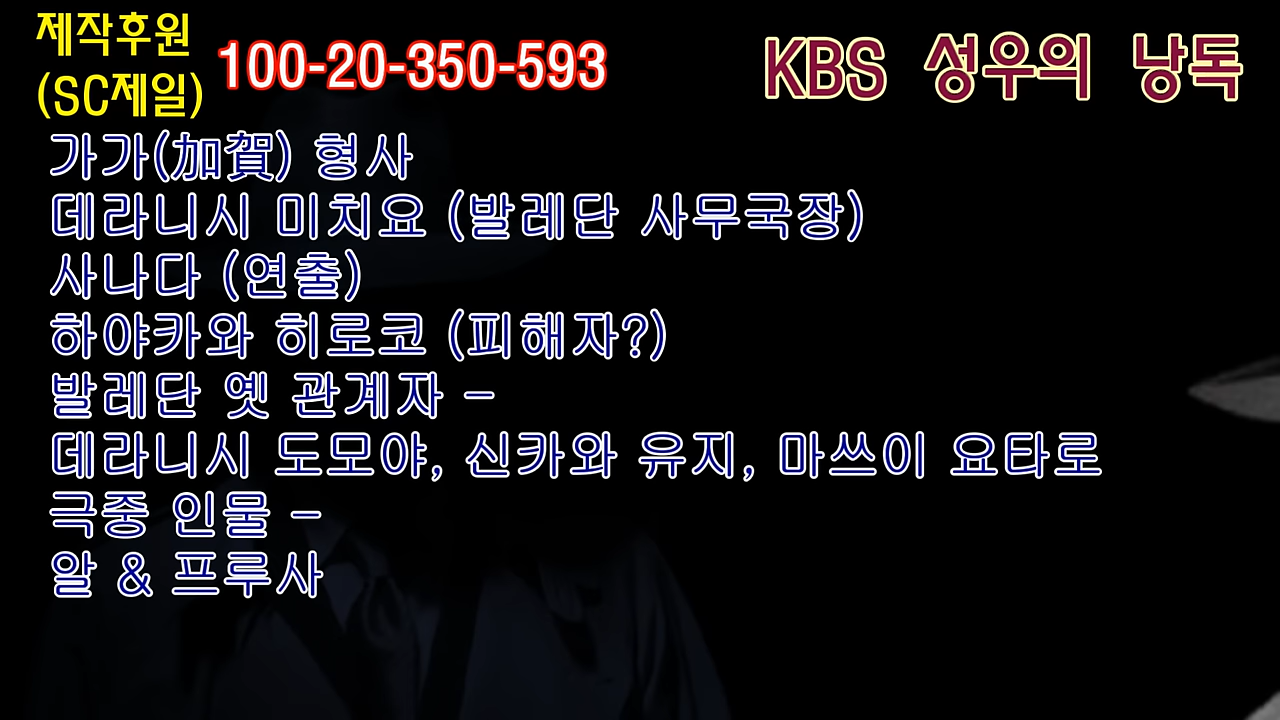 제작후원
(SC제일)
100-20-350-593
KBS 성우의 낭독
가가(加賀) 형사
데라니시 미치요 (발레단 사무국장)
사나다 (연출)
하야카와 히로코 (피해자?)
발레단 옛 관계자 -
데라니시 도모야, 신카와 유지, 마쓰이 요타로
극중 인물 -
알 & 프루사